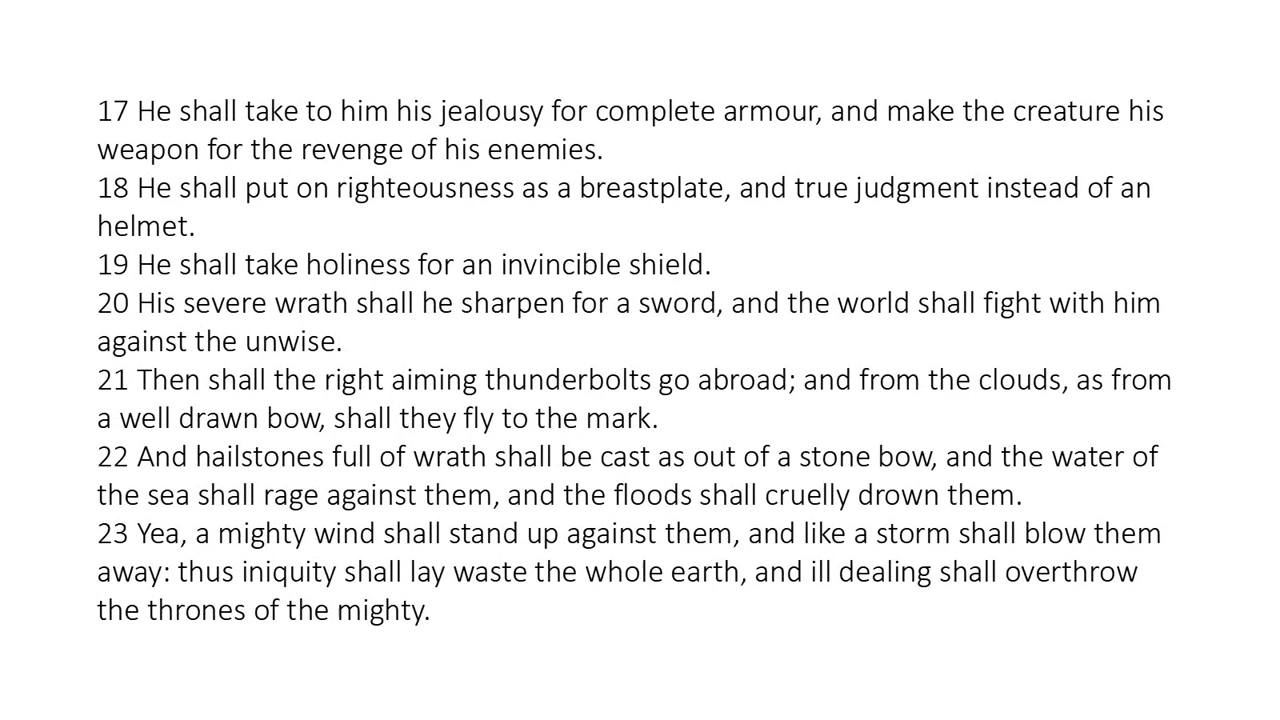 17 He shall take to him his jealousy for complete armour, and make the creature his
weapon for the revenge of his enemies.
18 He shall put on righteousness as a breastplate, and true judgment instead of an
helmet.
19 He shall take holiness for an invincible shield.
20 His severe wrath shall he sharpen for a sword, and the world shall fight with him
against the unwise.
21 Then shall the right aiming thunderbolts go abroad; and from the clouds, as from
a well drawn bow, shall they fly to the mark.
22 And hailstones full of wrath shall be cast as out of a stone bow, and the water of
the sea shall rage against them, and the floods shall cruelly drown them.
23 Yea, a mighty wind shall stand up against them, and like a storm shall blow them
away: thus iniquity shall lay waste the whole earth, and ill dealing shall overthrow
the thrones of the mighty.